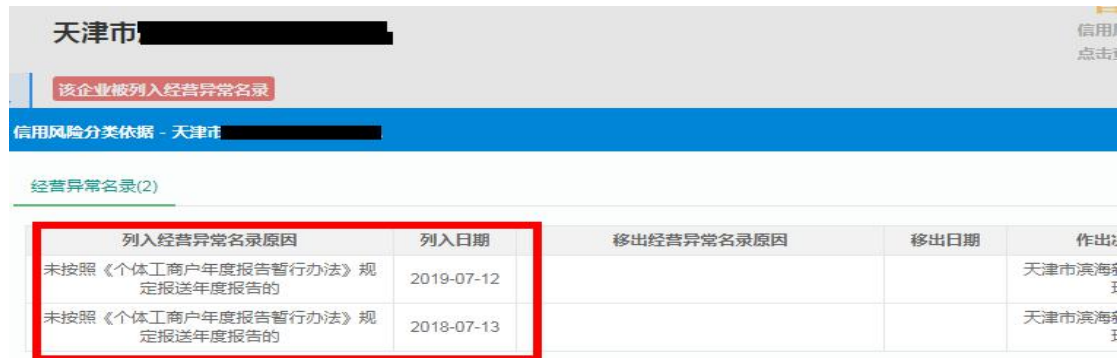 天津市
信用
点击
该企业被列入经营异常名录
信用风险分类依据 - 天津市
经营异常名录(2)
列入经营异常名录原因 列入日期 移出经营异常名录原因 移出日期 作出
未按照《个体工商户年度报告暂行办法》规 2019-07-12 天津市滨海
定报送年度报告的
未按照《个体工商户年度报告暂行办法》规 2018-07-13 天津市滨海
定报送年度报告的